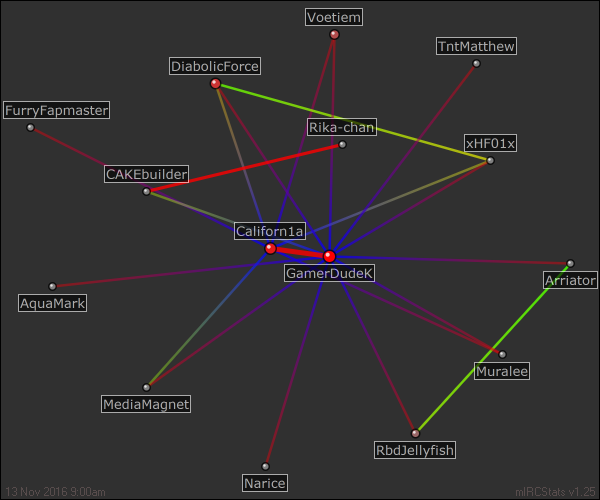 Voetiem
TntMatthew
DiabolicForce
FurryFapmaster
Rika-chan
xHF01x
CAKEbuilder
Californ1a
GamerDudeK
Arriator
AquaMark
Muralee
MediaMagnet
RbdJellyfish
Narice
13 Nov 2016 9:00am
mIRCStats v1.25